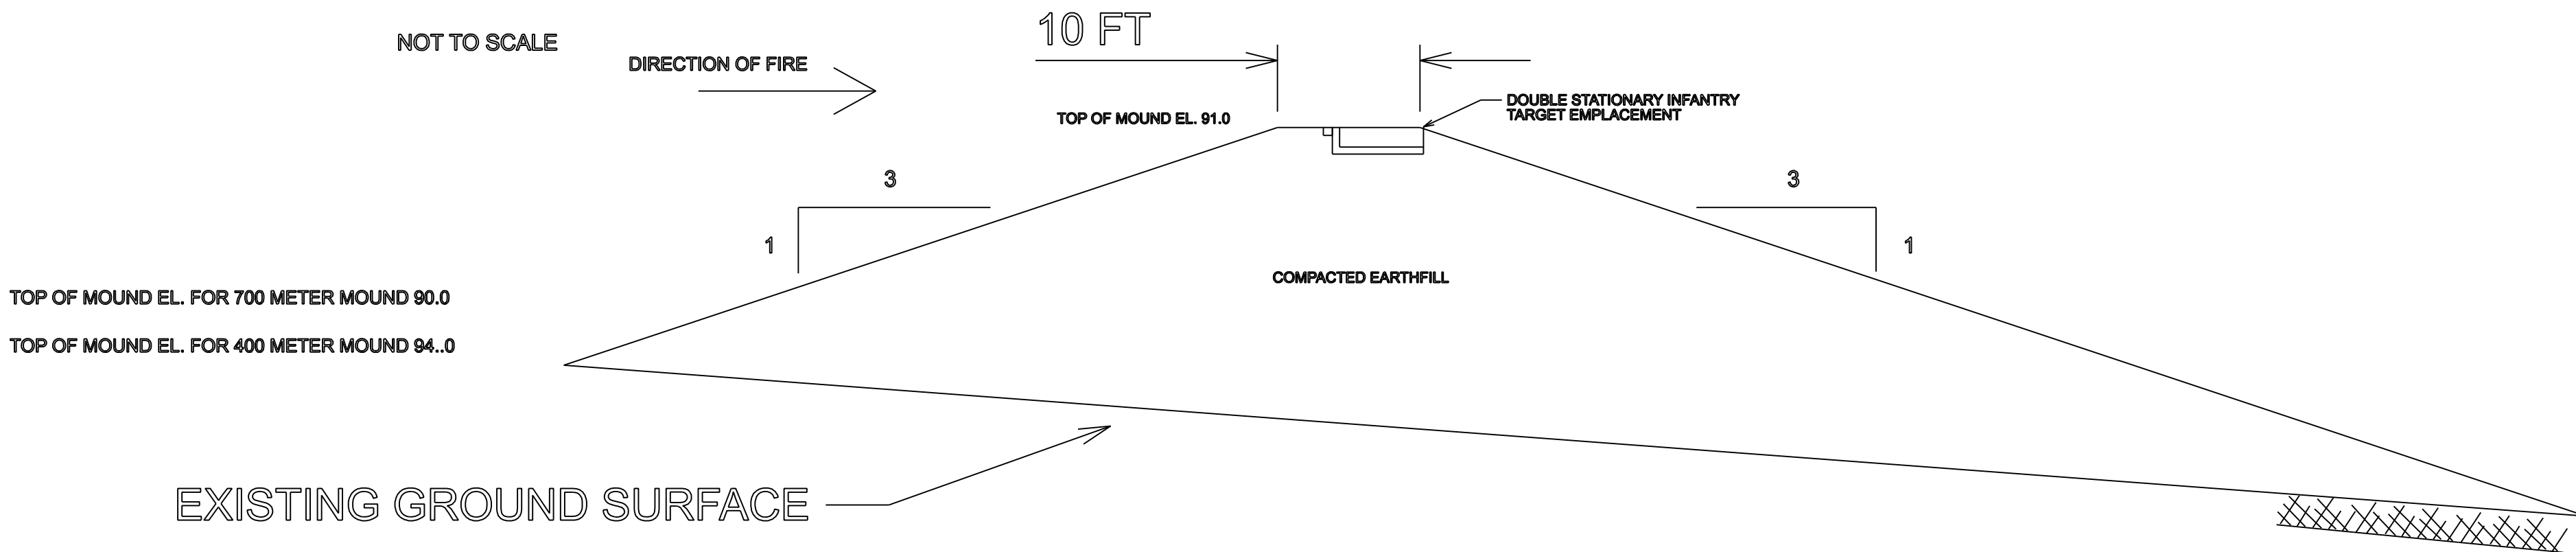 10 FT
NOT TO SCALE
DIRECTION OF FIRE
DOUBLE STATIONARY INFANTRY
TARGET EMPLACEMENT
TOP OF MOUND EL. 91.0
3
3
1
1
COMPACTED EARTHFILL
TOP OF MOUND EL. FOR 700 METER MOUND 90.0
TOP OF MOUND EL. FOR 400 METER MOUND 94..0
EXISTING GROUND SURFACE